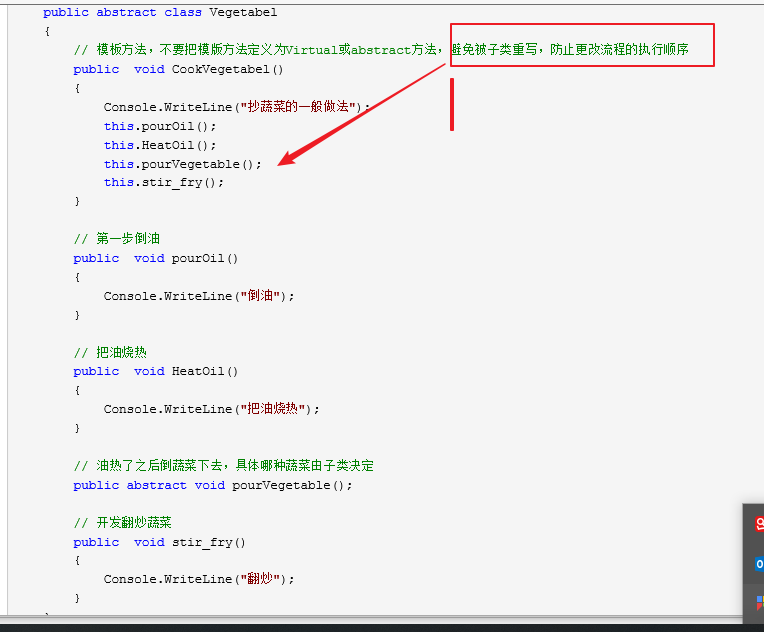 public abstract class Vegetabel
{
// 模板方法，不要把模版方法定义为Virtual或abstract方法，避免被子类重写，防止更改流程的执行顺序
public  void CookVegetabel()
{
Console.WriteLine("抄蔬菜的一般做法");
this.pourOil();
this.HeatOil();
this.pourVegetable();
this.stir_fry();
}
// 第一步倒油
public  void pourOil()
{
Console.WriteLine("倒油");
}
// 把油烧热
public  void HeatOil()
{
Console.WriteLine("把油烧热");
}
// 油热了之后倒蔬菜下去，具体哪种蔬菜由子类决定
public abstract void pourVegetable();
// 开发翻炒蔬菜
public  void stir_fry()
{
Console.WriteLine("翻炒");
}